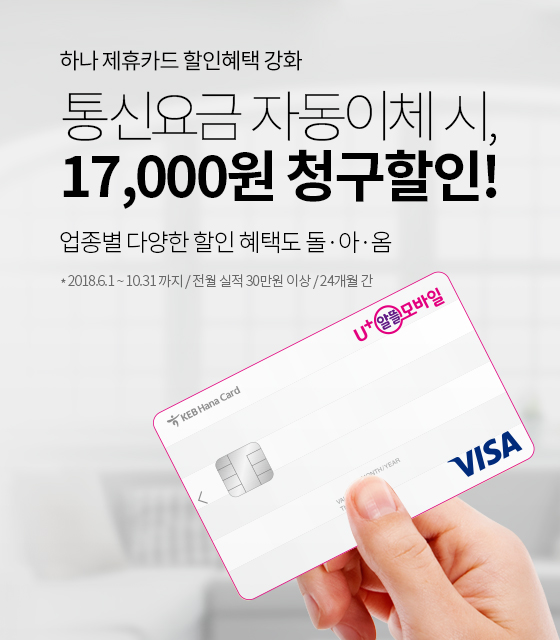 하나 제휴카드 할인혜택 강화
통신요금 자동이체 시,
17,000원 청구할인!
업종별 다양한 할인 혜택도 돌·아·옴
*2018.6.1 ~ 10.31 까지 / 전월 실적 30만원 이상 / 24개월 간
U+알뜰모바일
KEB Hana Card
MONTH/YEAR
VISA